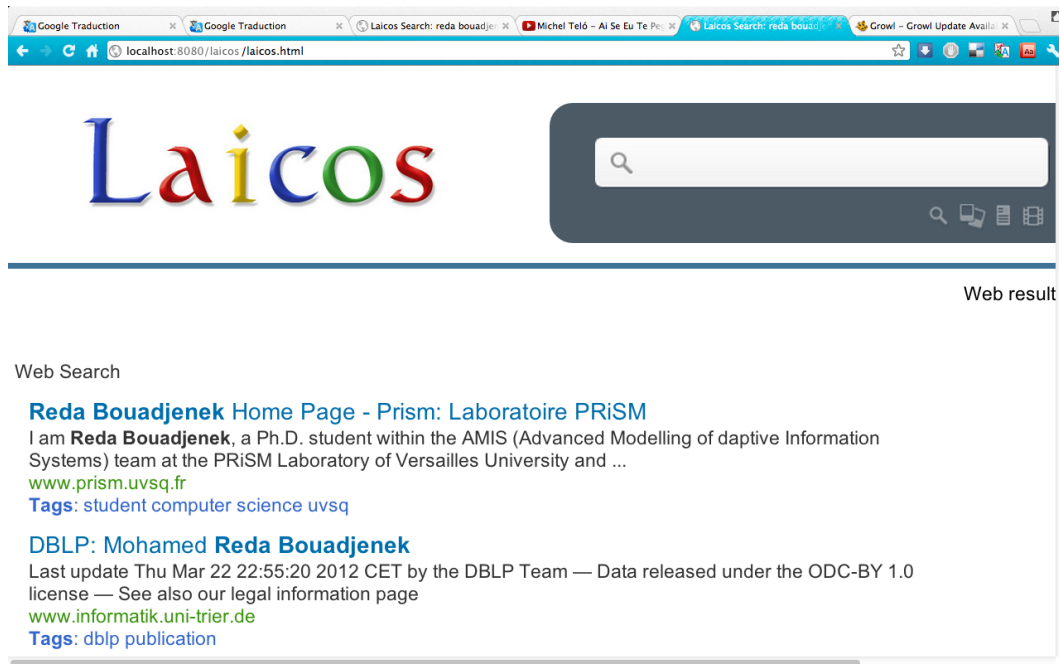 Google Traduction
Google Traduction
Laicos Search: reda bouadjen
Michel Teló – Ai Se Eu Te Peg
Laicos Search: reda bouadje
Growl – Growl Update Availa
localhost:8080/laicos /laicos.html
Laicos
Web result
Web Search
Reda Bouadjenek Home Page - Prism: Laboratoire PRiSM
I am Reda Bouadjenek, a Ph.D. student within the AMIS (Advanced Modelling of daptive Information
Systems) team at the PRiSM Laboratory of Versailles University and ...
www.prism.uvsq.fr
Tags: student computer science uvsq
DBLP: Mohamed Reda Bouadjenek
Last update Thu Mar 22 22:55:20 2012 CET by the DBLP Team — Data released under the ODC-BY 1.0
license — See also our legal information page
www.informatik.uni-trier.de
Tags: dblp publication